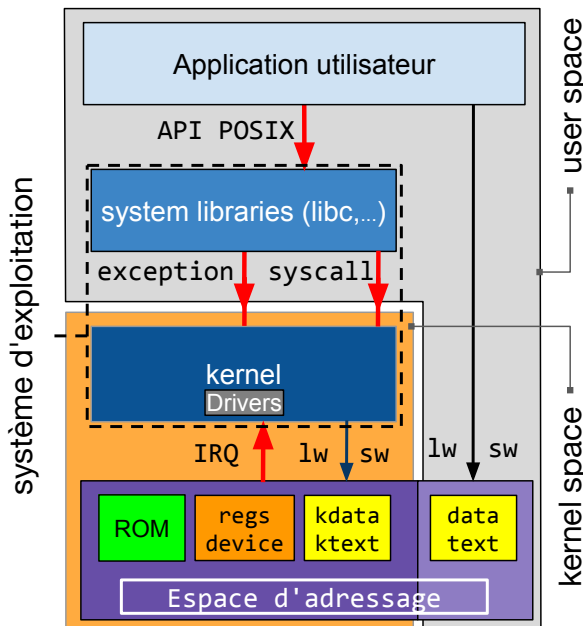 Application utilisateur
API POSIX
system libraries (libc,...)
exception syscall
kernel
Drivers
IRQ lw sw lw sw
ROM
regs
device
kdata
ktext
data
text
Espace d'adressage
système d'exploitation
user space
kernel space